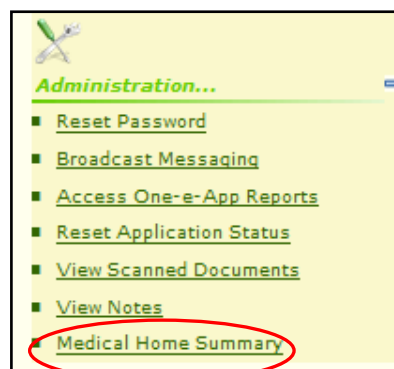 Administration...
Reset Password
Broadcast Messaging
Access One-e-App Reports
Reset Application Status
View Scanned Documents
View Notes
Medical Home Summary